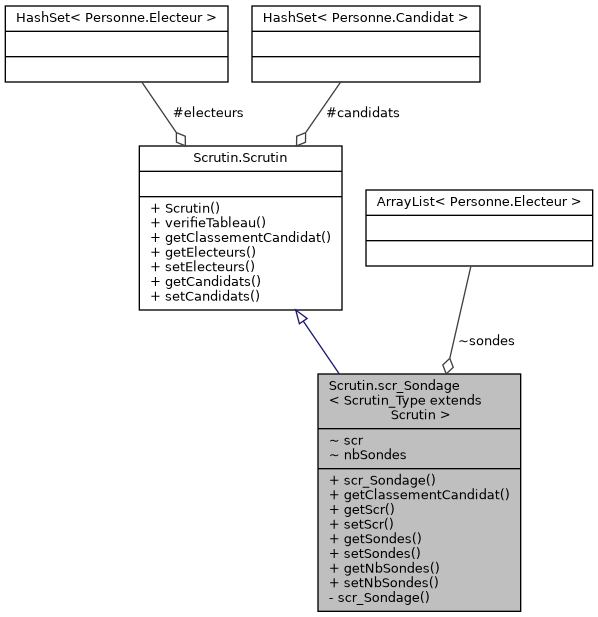 HashSet< Personne.Electeur >
HashSet< Personne.Candidat >
#electeurs
#candidats
Scrutin.Scrutin
+ Scrutin()
+ verifieTableau()
+ getClassementCandidat()
+ getElecteurs()
+ setElecteurs()
+ getCandidats()
+ setCandidats()
ArrayList< Personne.Electeur >
~sondes
Scrutin.scr_Sondage
< Scrutin_Type extends
Scrutin >
~ scr
~ nbSondes
+ scr_Sondage()
+ getClassementCandidat()
+ getScr()
+ setScr()
+ getSondes()
+ setSondes()
+ getNbSondes()
+ setNbSondes()
- scr_Sondage()